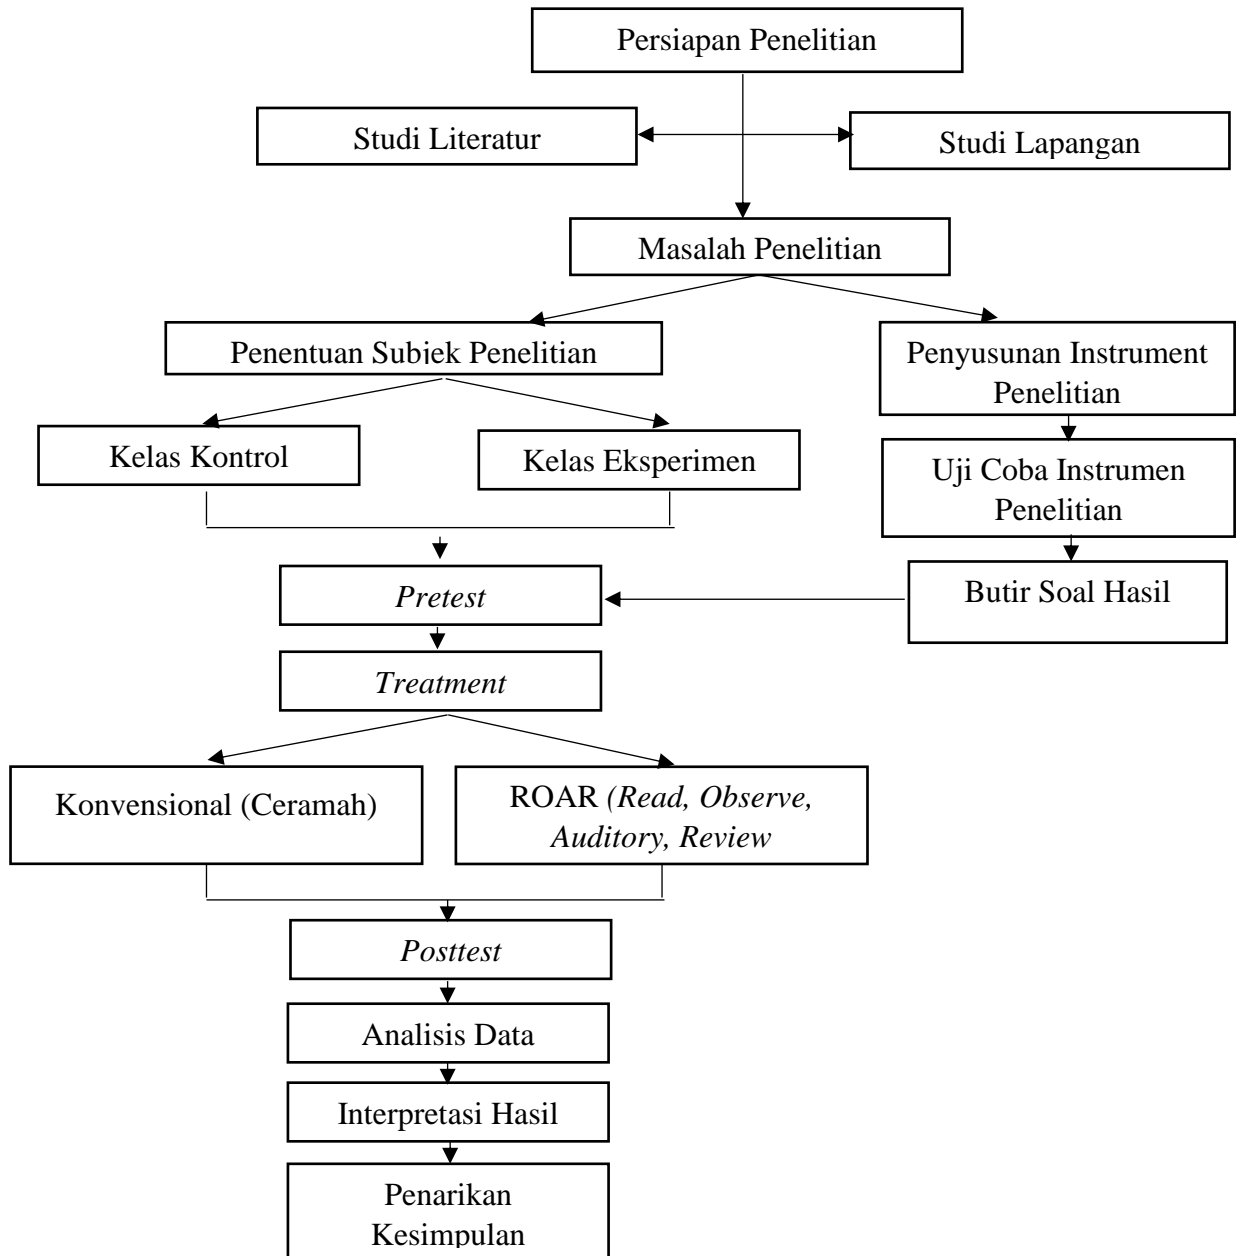 Persiapan Penelitian
Studi Literatur
Studi Lapangan
Masalah Penelitian
Penentuan Subjek Penelitian
Penyusunan Instrument
Penelitian
Kelas Kontrol
Kelas Eksperimen
Uji Coba Instrumen
Penelitian
Pretest
Butir Soal Hasil
Treatment
Konvensional (Ceramah)
ROAR (Read, Observe,
Auditory, Review
Posttest
Analisis Data
Interpretasi Hasil
Penarikan
Kesimpulan